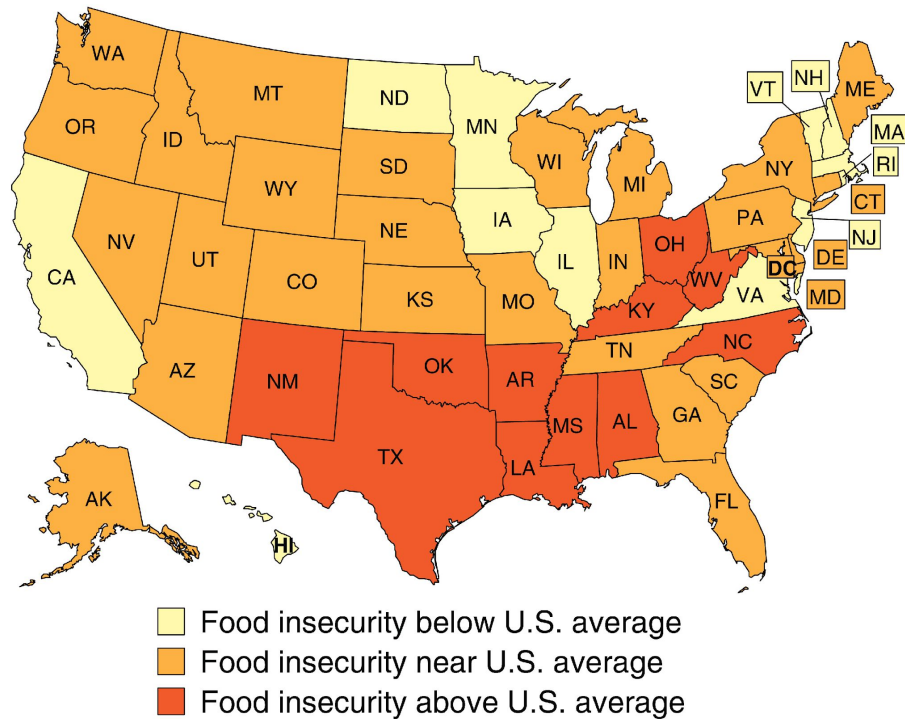 WA
MT
ND
MN
VT
NH
ME
OR
ID
MA
WI
SD
MI
NY
RI
WY
CT
IA
PA
NE
NV
OH
NJ
UT
IL
IN
DE
CA
CO
DC
WV
KS
MO
VA
MD
KY
NC
TN
OK
AZ
NM
AR
SC
MS
AL
GA
TX
LA
AK
FL
HI
Food insecurity below U.S. average
Food insecurity near U.S. average
Food insecurity above U.S. average